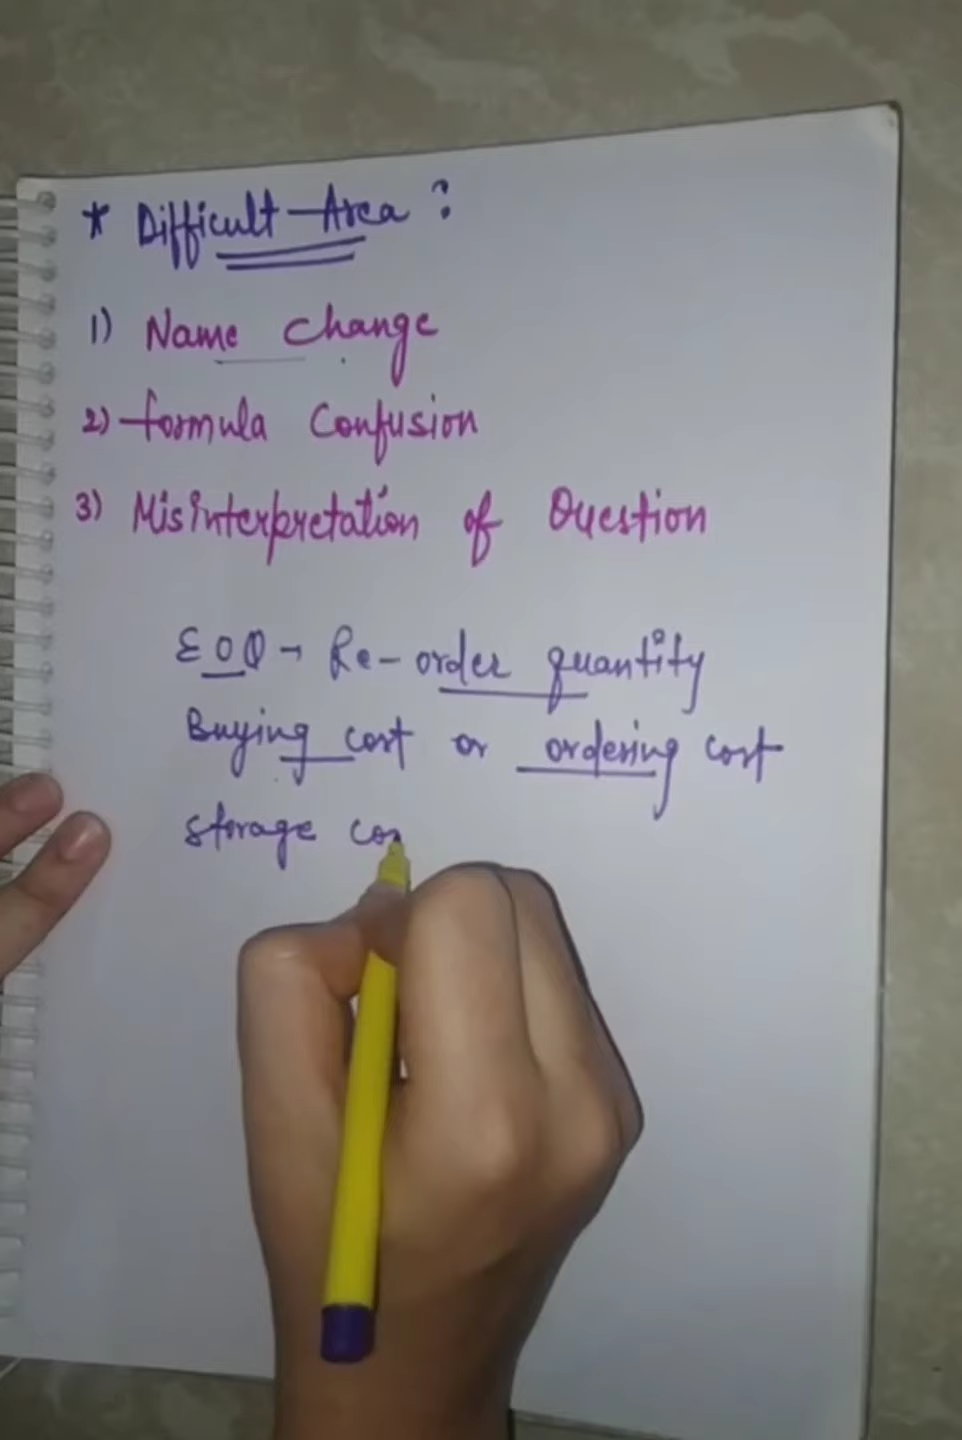 * Difficult Area :
1) Name change
2) formula Confusion
3) Misinterpretation of Question
EOQ → Re-order quantity
Buying cost or ordering cost
storage cos